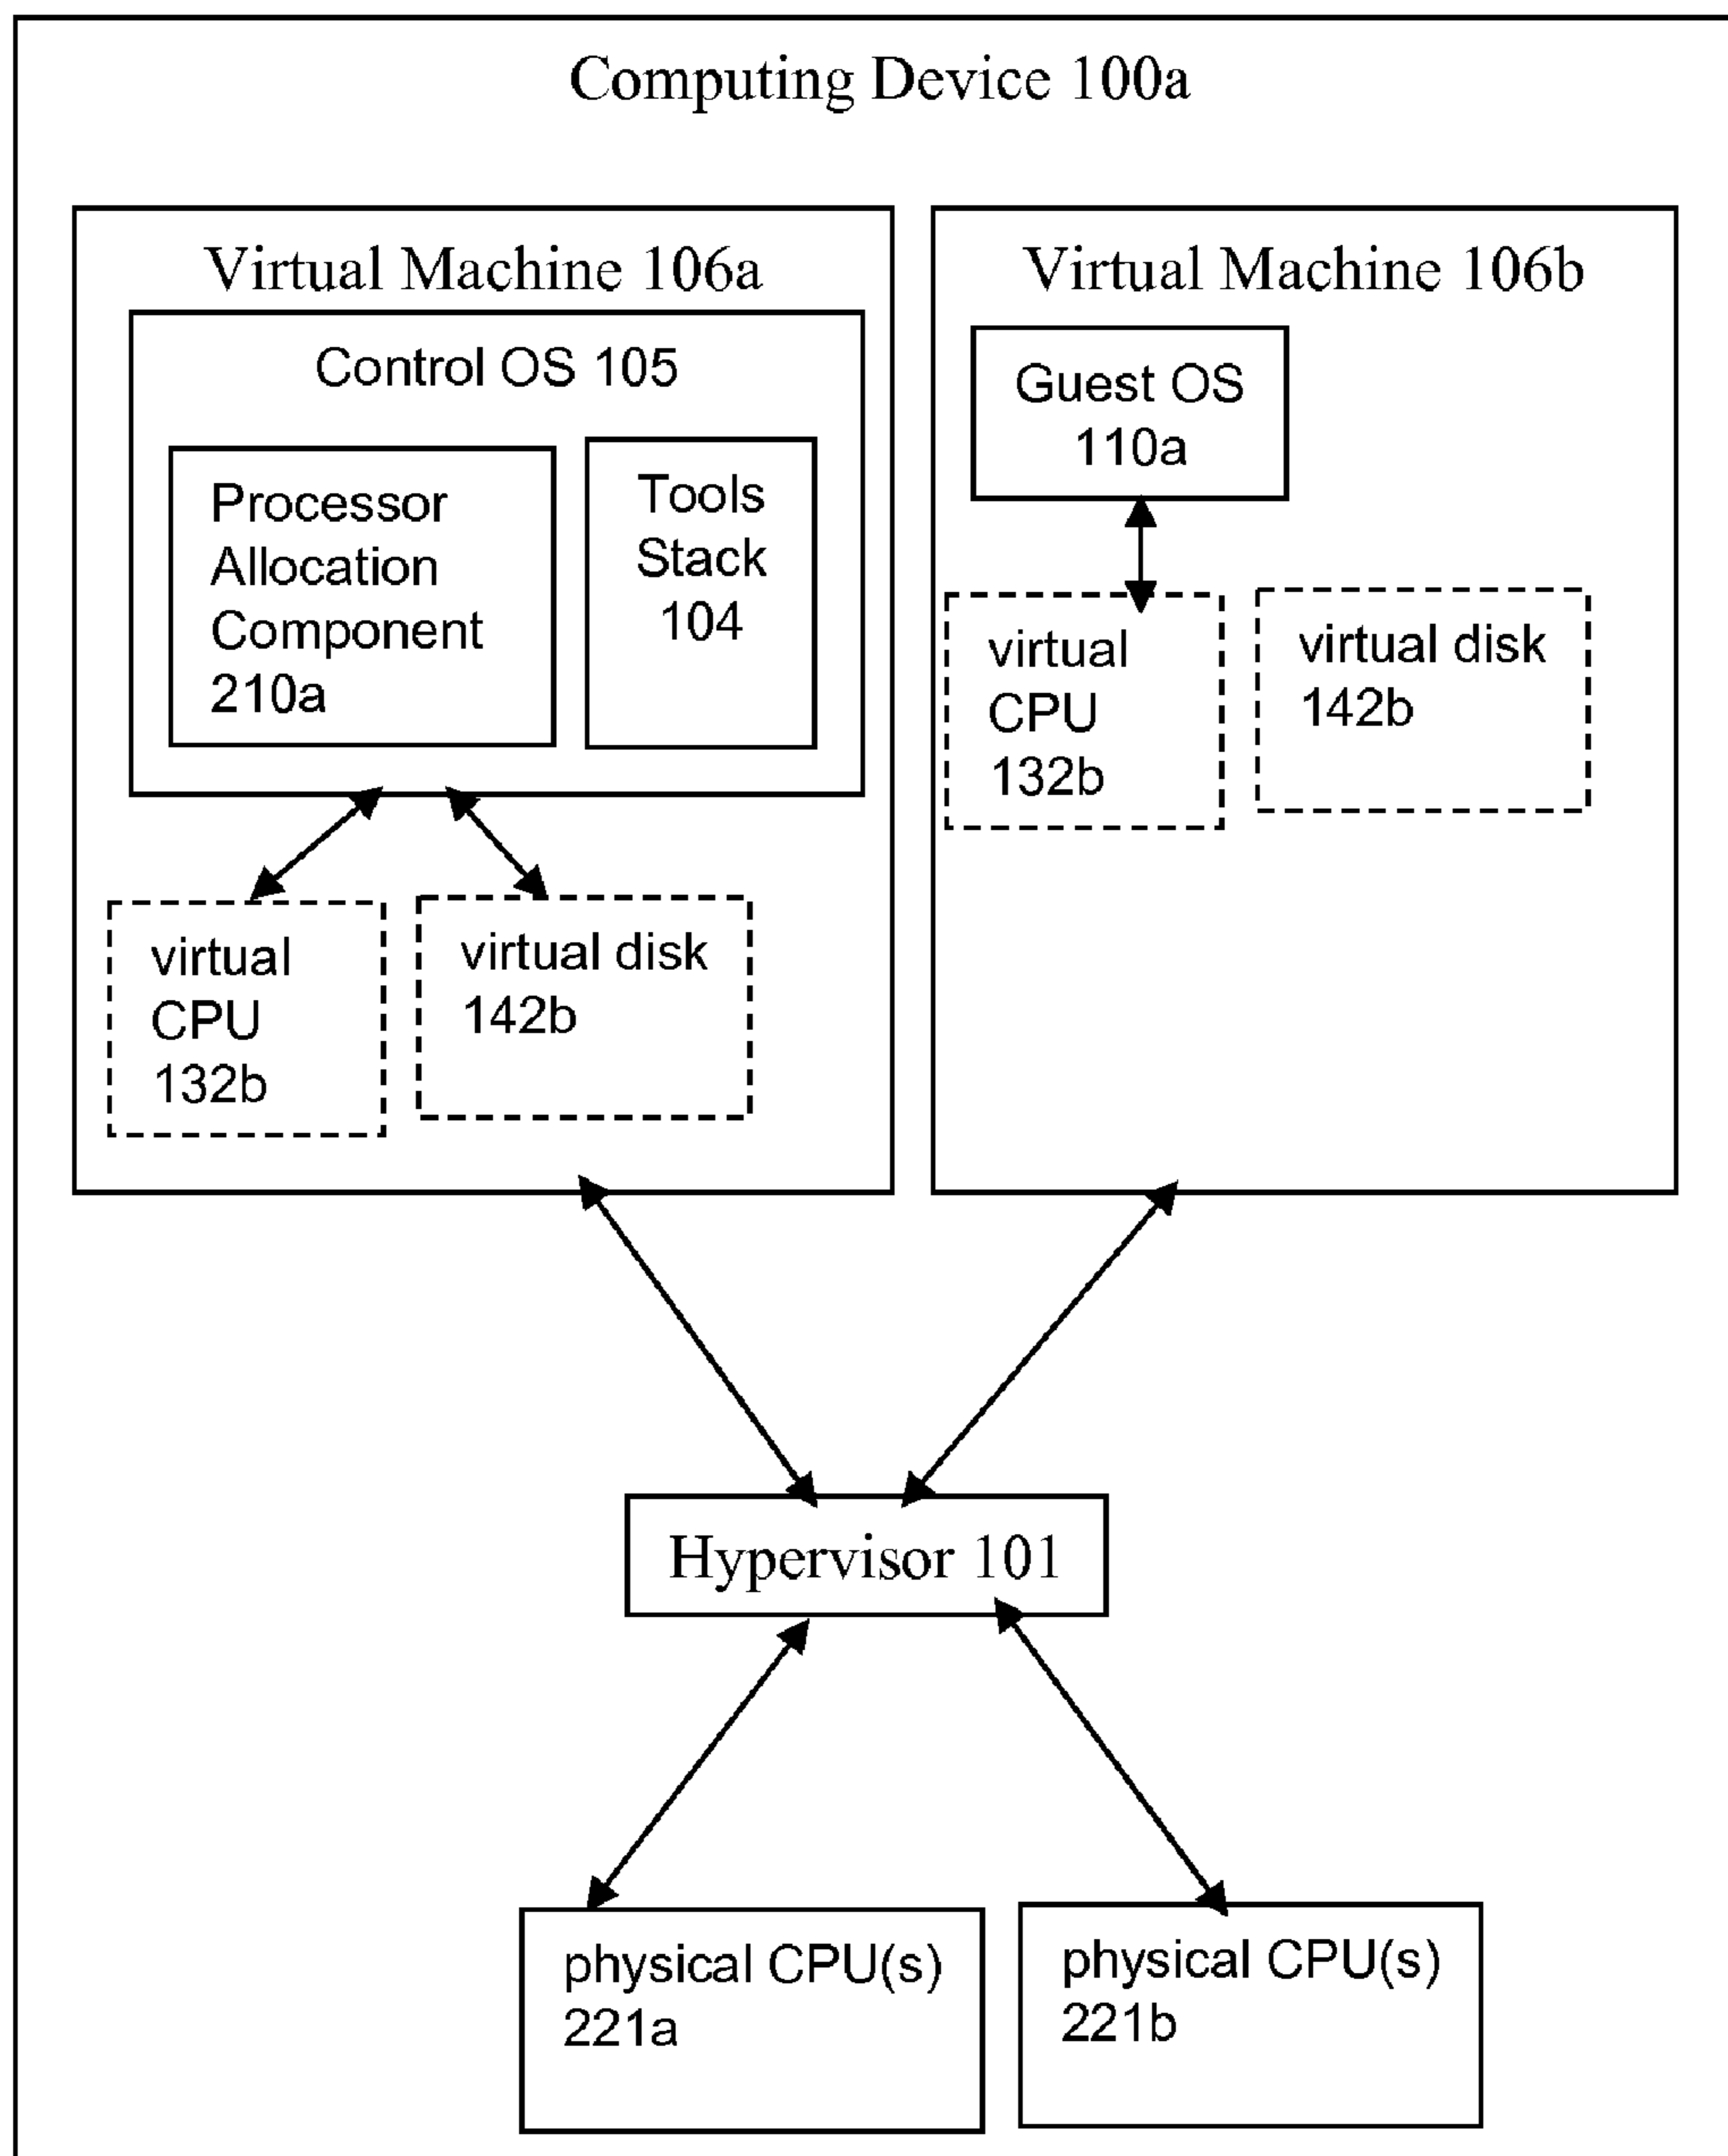 Computing Device 100a
Virtual Machine 106a
Control OS 105
Processor
Allocation
Component
210a
Tools
Stack
104
virtual
CPU
132b
virtual disk
142b
Virtual Machine 106b
Guest OS
110a
virtual
CPU
132b
virtual disk
142b
Hypervisor 101
physical CPU(s)
221a
physical CPU(s)
221b